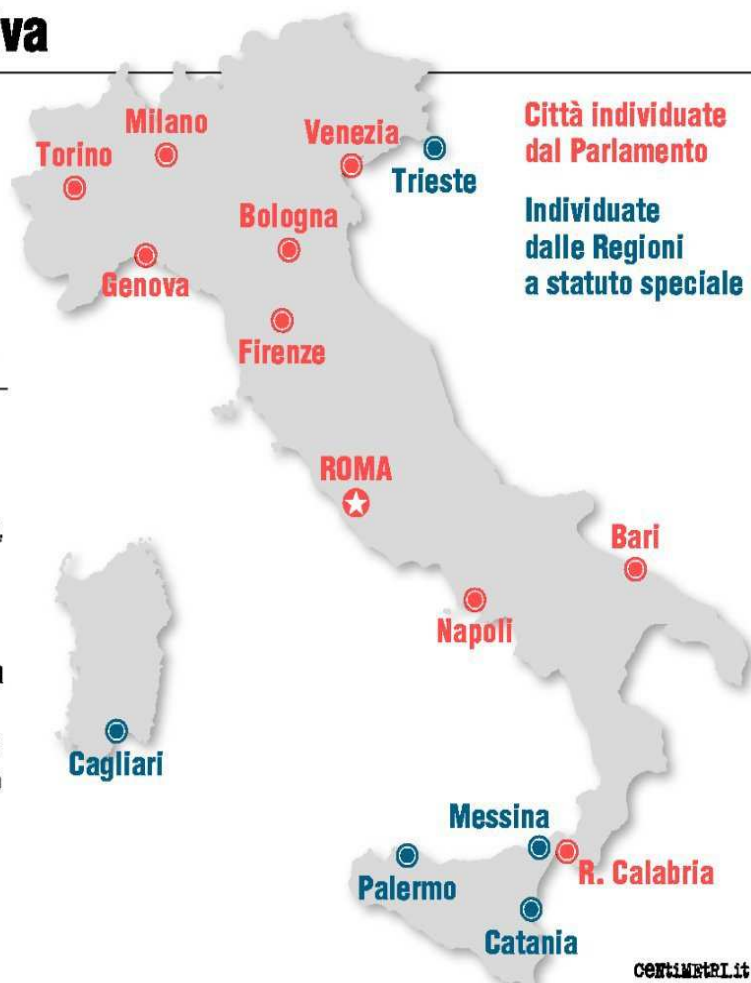 va
Milano
Torino
Venezia
Trieste
Città individuate
dal Parlamento
Individuate
dalle Regioni
a statuto speciale
Bologna
Genova
Firenze
ROMA
Bari
Napoli
Cagliari
Messina
R. Calabria
Palermo
Catania
CENTIMETRI.it